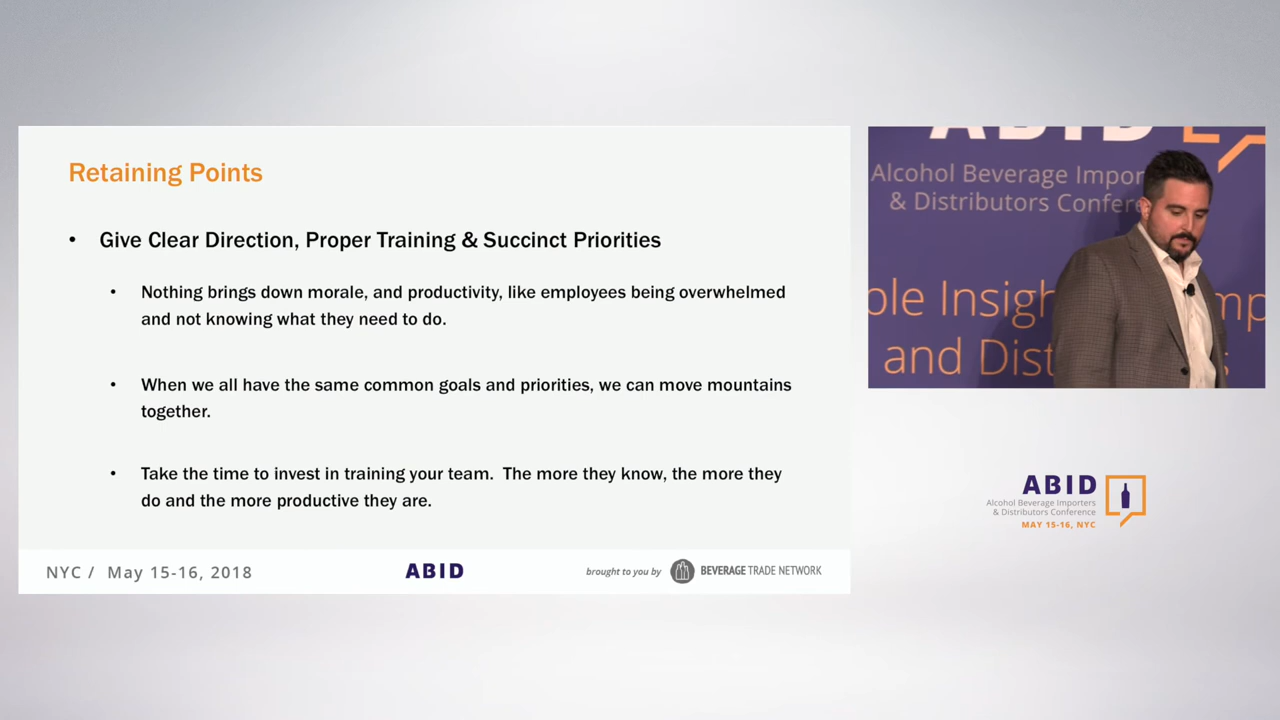 Retaining Points
• Give Clear Direction, Proper Training & Succinct Priorities
• Nothing brings down morale, and productivity, like employees being overwhelmed
and not knowing what they need to do.
• When we all have the same common goals and priorities, we can move mountains
together.
• Take the time to invest in training your team. The more they know, the more they
do and the more productive they are.
NYC / May 15-16, 2018
ABID
brought to you by
BEVERAGE TRADE NETWORK
ABID
Alcohol Beverage Impor
& Distributors Confere
ble Insigh
mp
and Dist
s
ABID
Alcohol Beverage Importers
& Distributors Conference
MAY 15-16, NYC